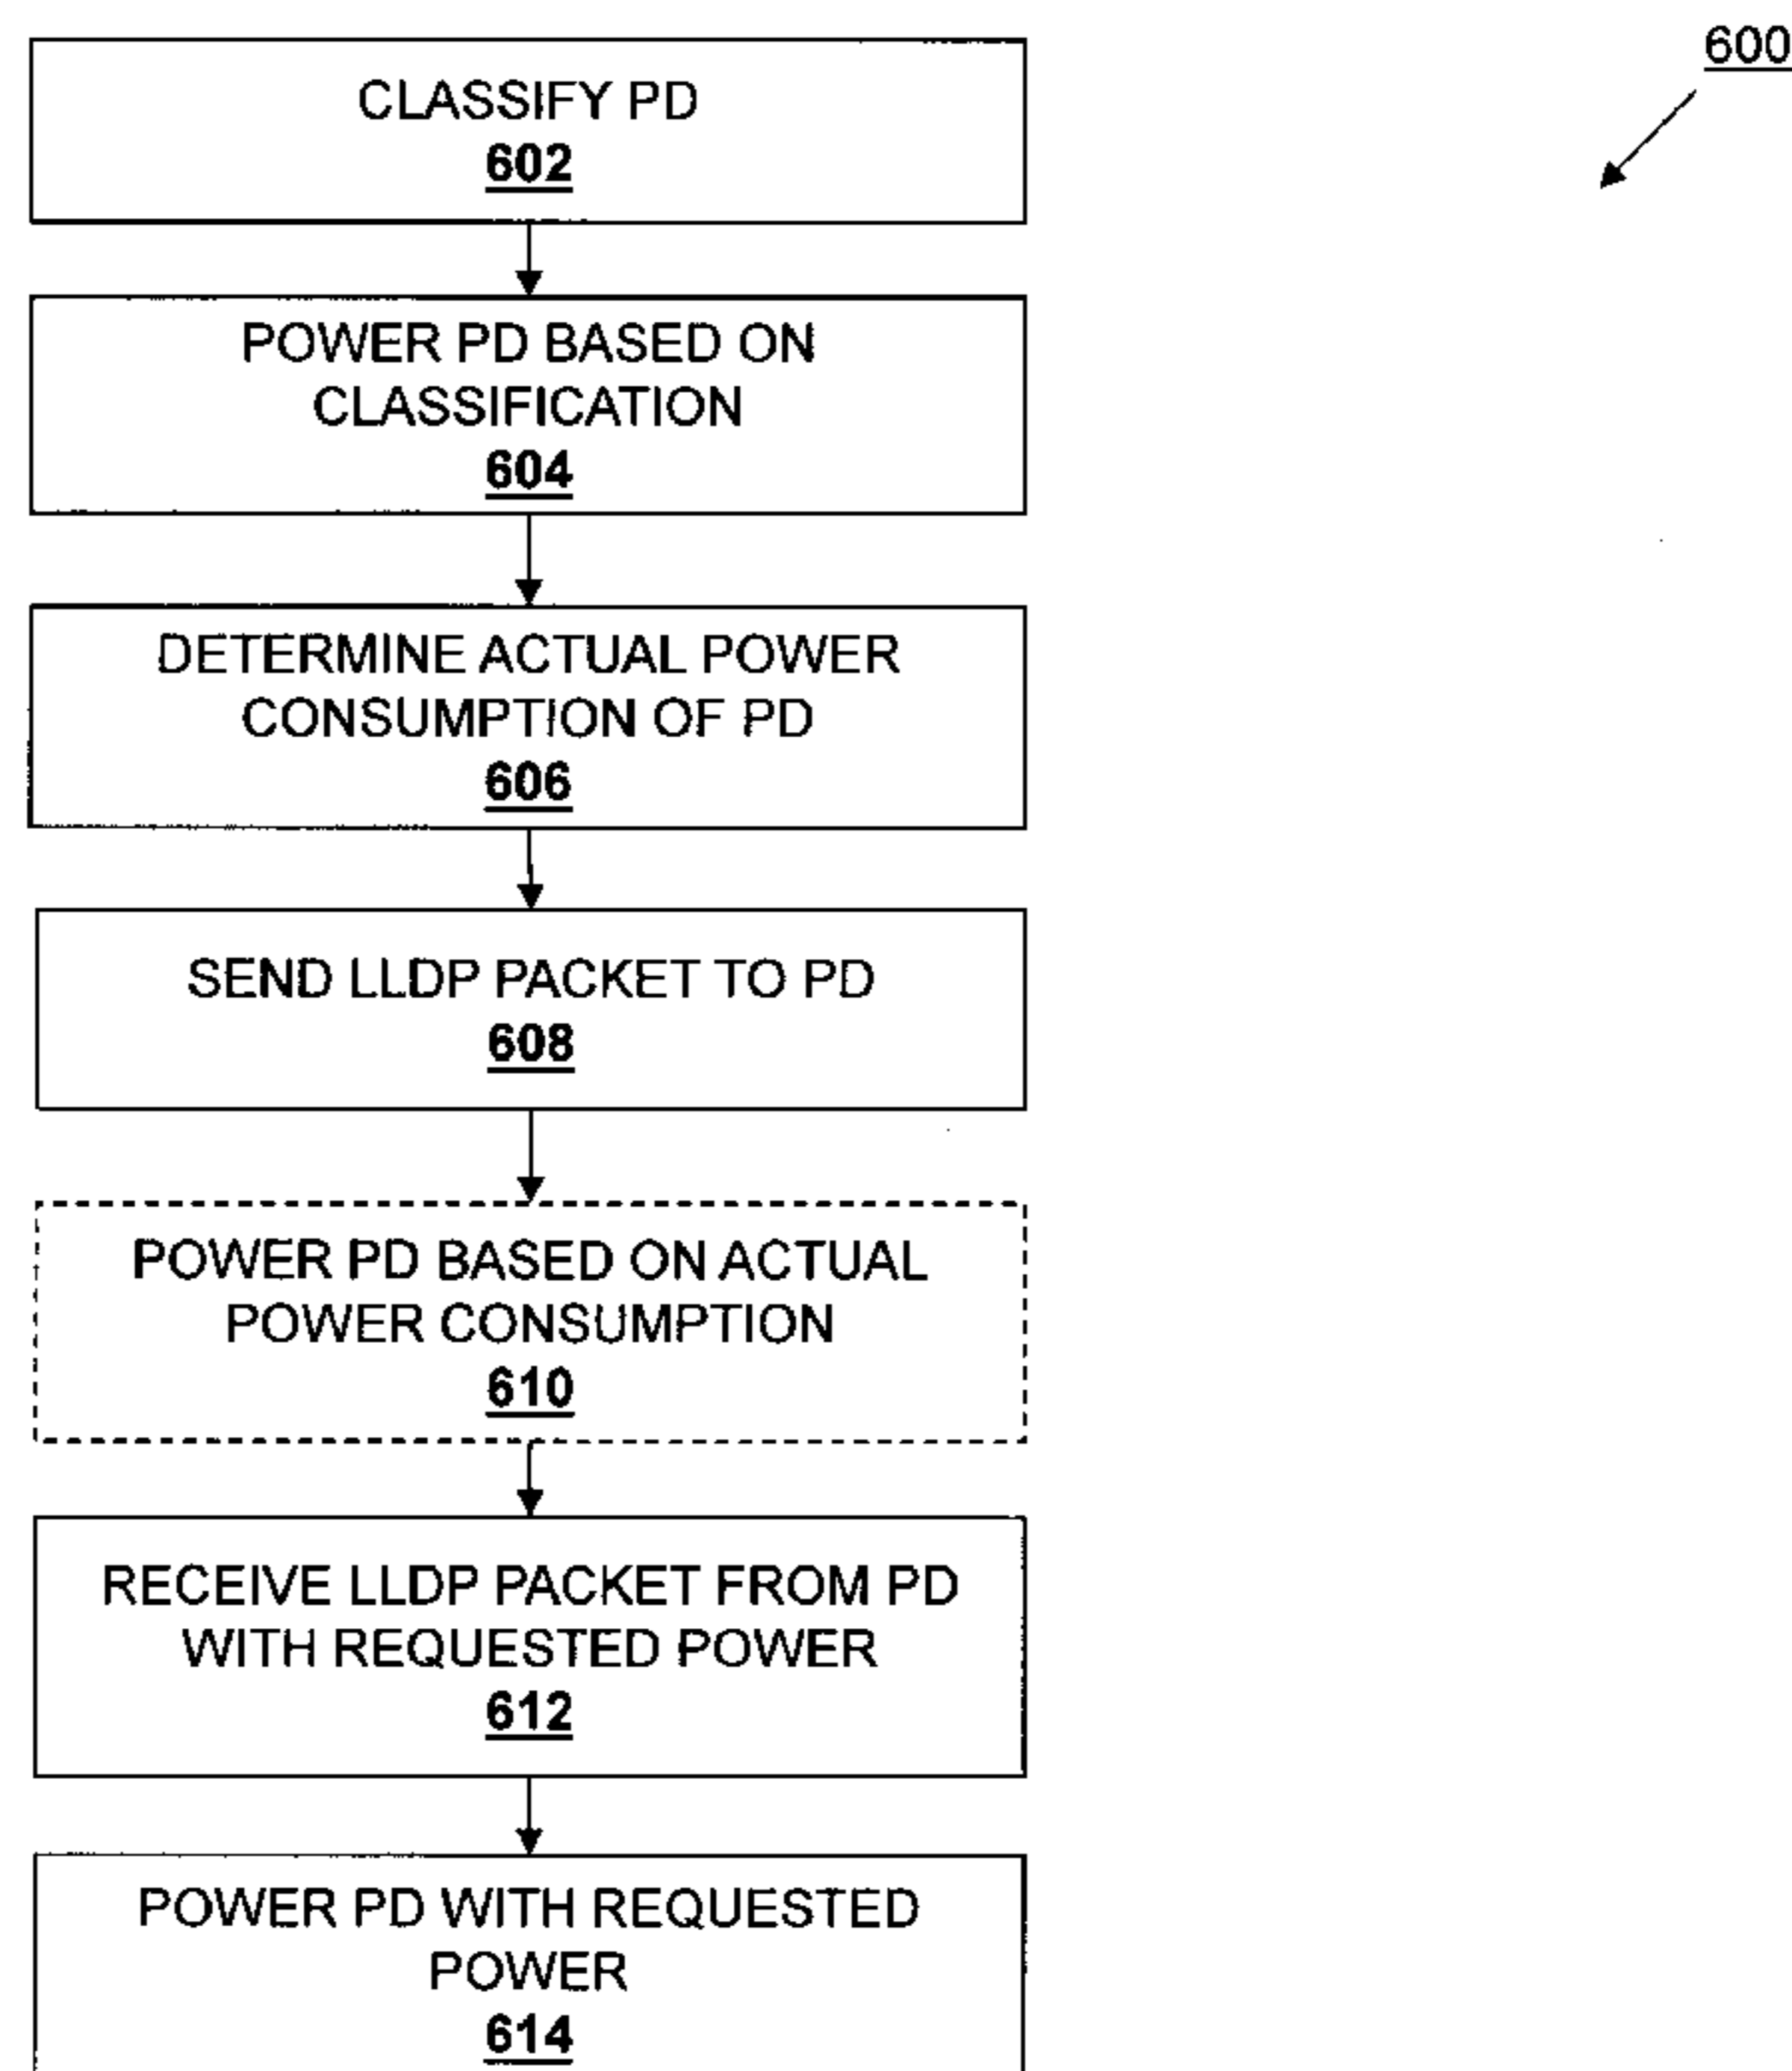 600
CLASSIFY PD
602
POWER PD BASED ON
CLASSIFICATION
604
DETERMINE ACTUAL POWER
CONSUMPTION OF PD
606
SEND LLDP PACKET TO PD
608
POWER PD BASED ON ACTUAL
POWER CONSUMPTION
610
RECEIVE LLDP PACKET FROM PD
WITH REQUESTED POWER
612
POWER PD WITH REQUESTED
POWER
614